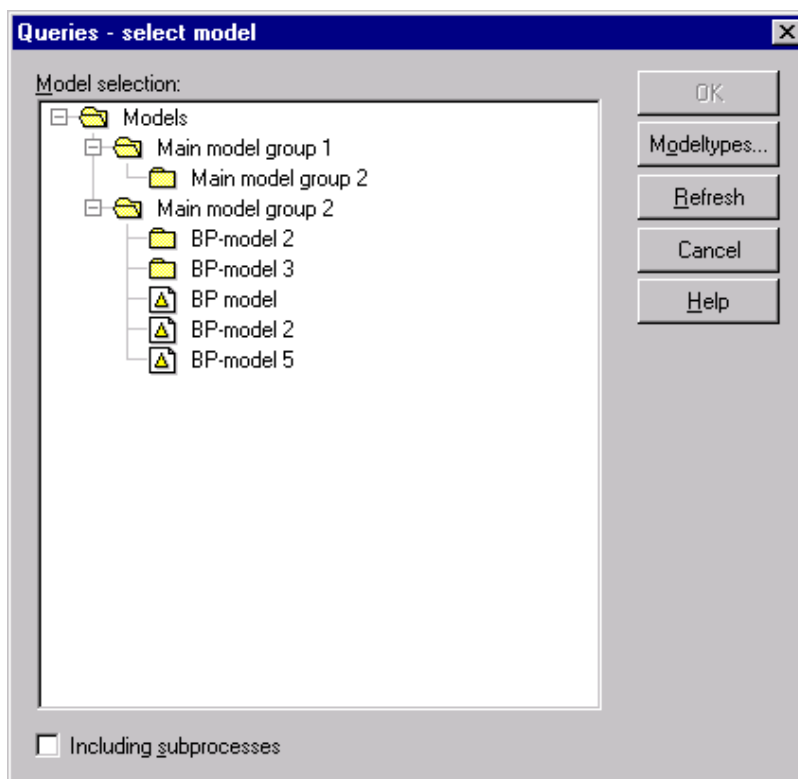 Queries - select model
Model selection:
Models
Main model group 1
Main model group 2
Main model group 2
BP-model 2
BP-model 3
BP model
BP-model 2
BP-model 5
OK
Modeltypes...
Refresh
Cancel
Help
Including subprocesses